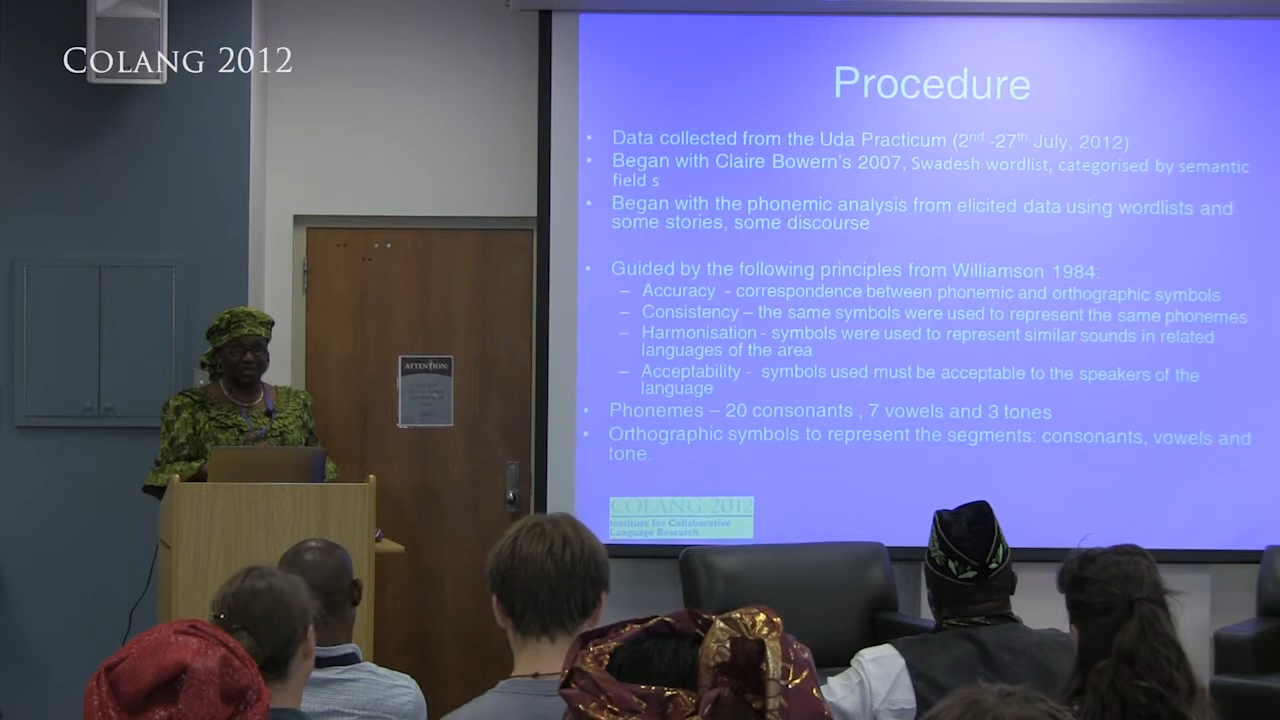 COLANG 2012
Procedure
• Data collected from the Uda Practicum (2nd -27th July, 2012)
• Began with Claire Bowern's 2007, Swadesh wordlist, categorised by semantic
field s
• Began with the phonemic analysis from elicited data using wordlists and
some stories, some discourse
• Guided by the following principles from Williamson 1984:
– Accuracy - correspondence between phonemic and orthographic symbols
– Consistency – the same symbols were used to represent the same phonemes
– Harmonisation - symbols were used to represent similar sounds in related
languages of the area
– Acceptability - symbols used must be acceptable to the speakers of the
language
• Phonemes – 20 consonants , 7 vowels and 3 tones
• Orthographic symbols to represent the segments: consonants, vowels and
tone.
COLANG 2012
Institute for Collaborative
Language Research
ATTENTION: